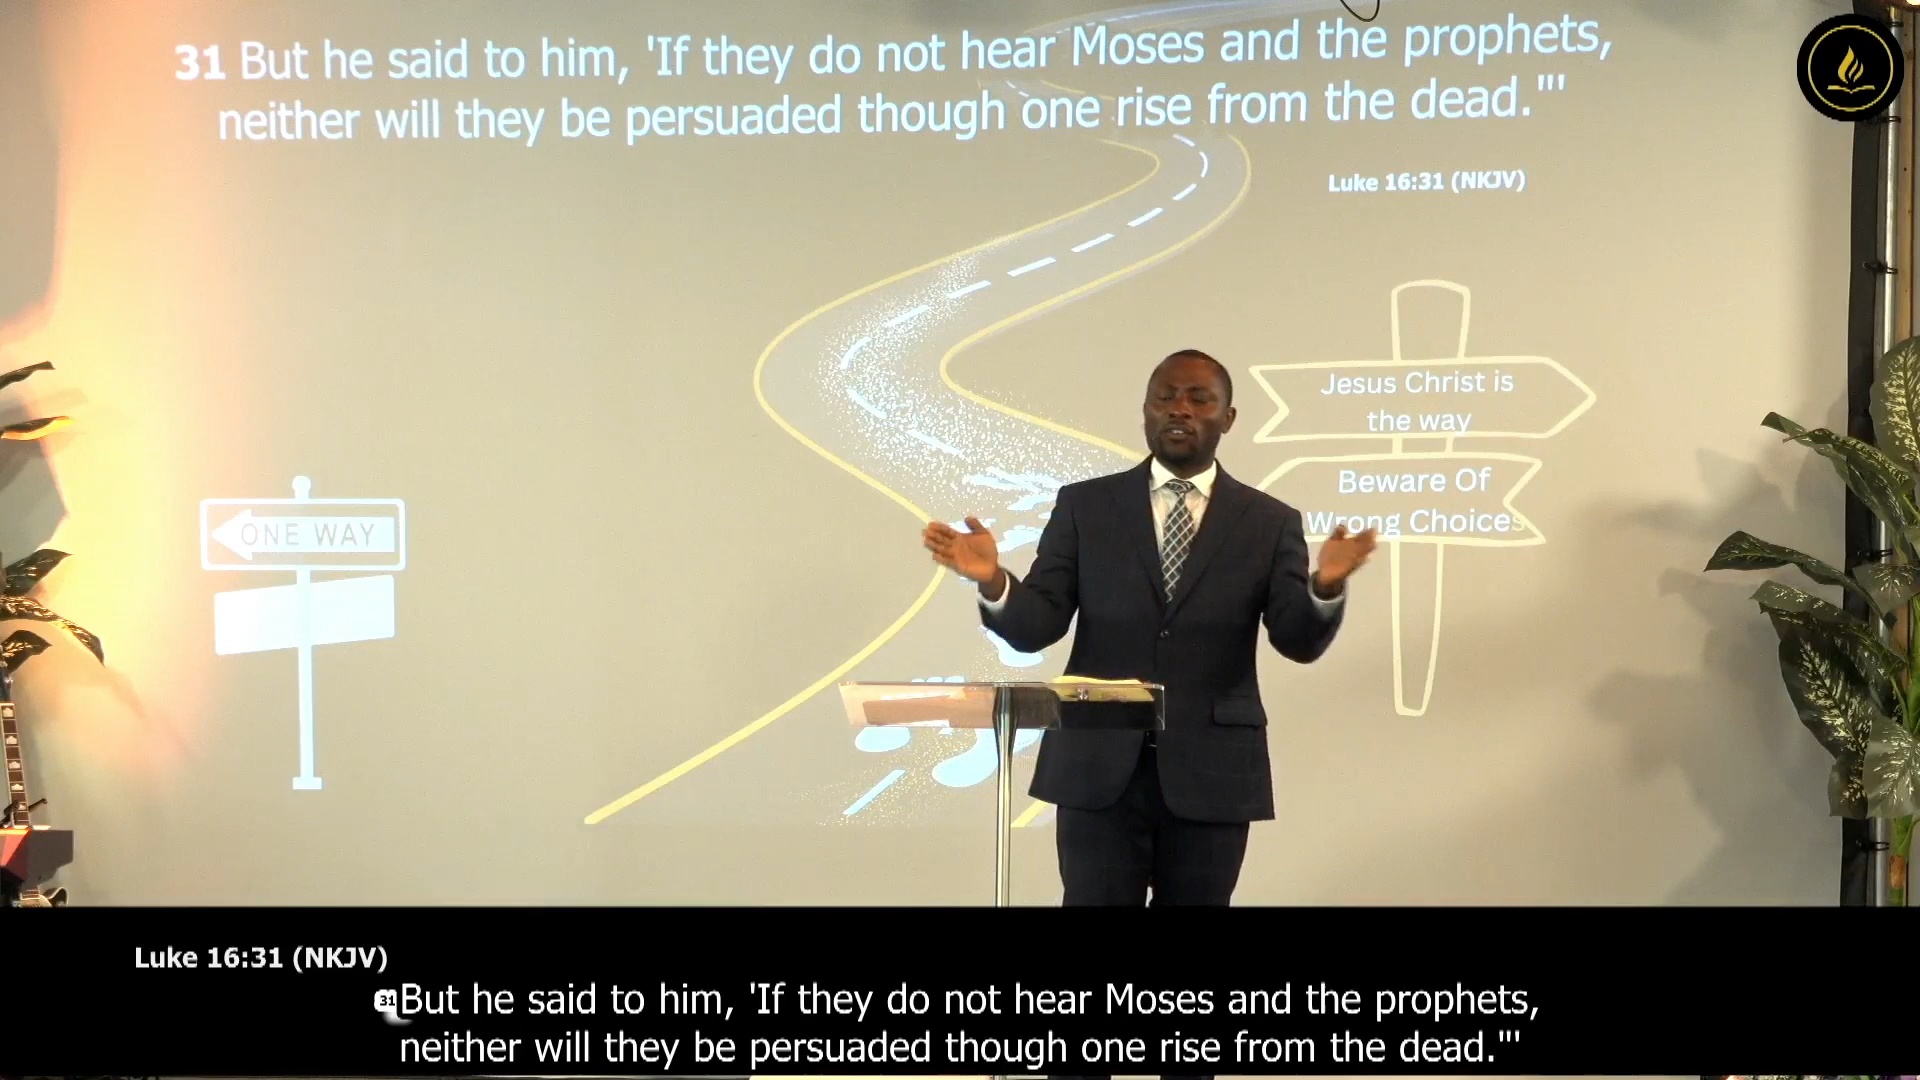 31 But he said to him, 'If they do not hear Moses and the prophets,
neither will they be persuaded though one rise from the dead."'
Luke 16:31 (NKJV)
Jesus Christ is
the way
Beware Of
Wrong Choices
ONE WAY
Luke 16:31 (NKJV)
31 But he said to him, 'If they do not hear Moses and the prophets,
neither will they be persuaded though one rise from the dead."'